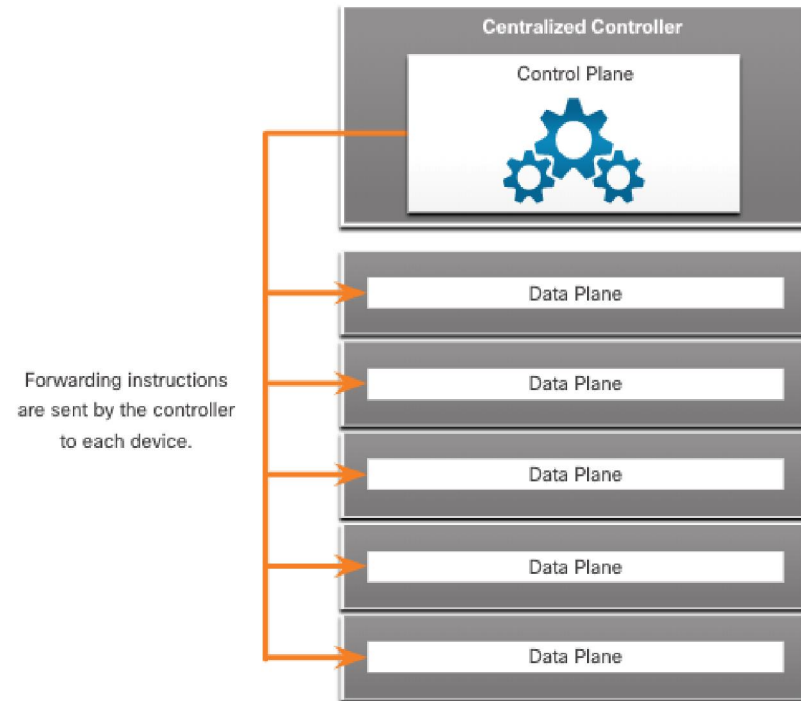 Centralized Controller
Control Plane
Data Plane
Data Plane
Forwarding instructions
are sent by the controller
to each device.
Data Plane
Data Plane
Data Plane